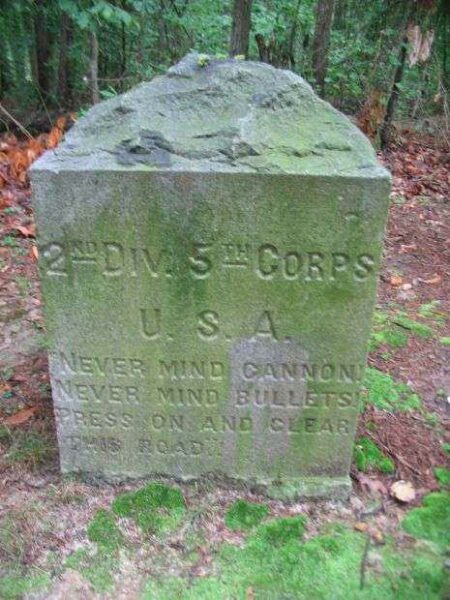 2ND DIV. 5TH CORPS
U. S. A.
NEVER MIND CANNON!
NEVER MIND BULLETS!
PRESS ON AND CLEAR
THIS ROAD.